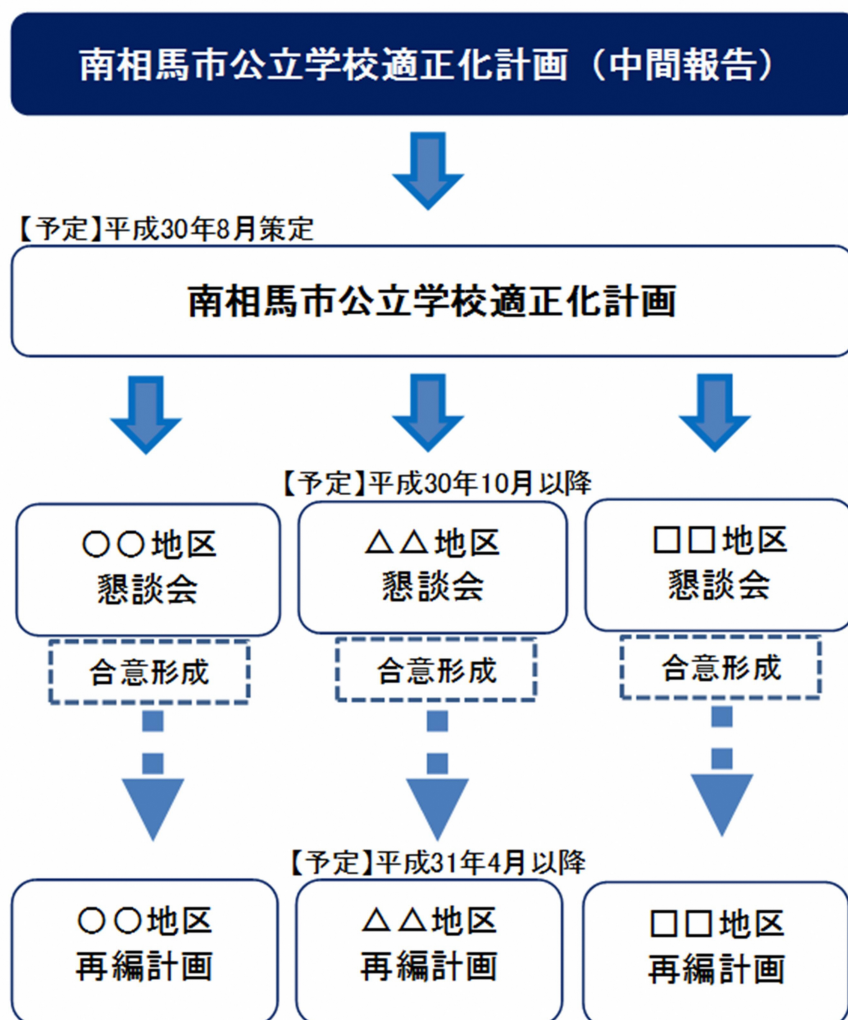 南相馬市公立学校適正化計画（中間報告）
【予定】平成30年8月策定
南相馬市公立学校適正化計画
【予定】平成30年10月以降
○○地区
懇談会
△△地区
懇談会
□□地区
懇談会
合意形成
合意形成
合意形成
【予定】平成31年4月以降
○○地区
再編計画
△△地区
再編計画
□□地区
再編計画